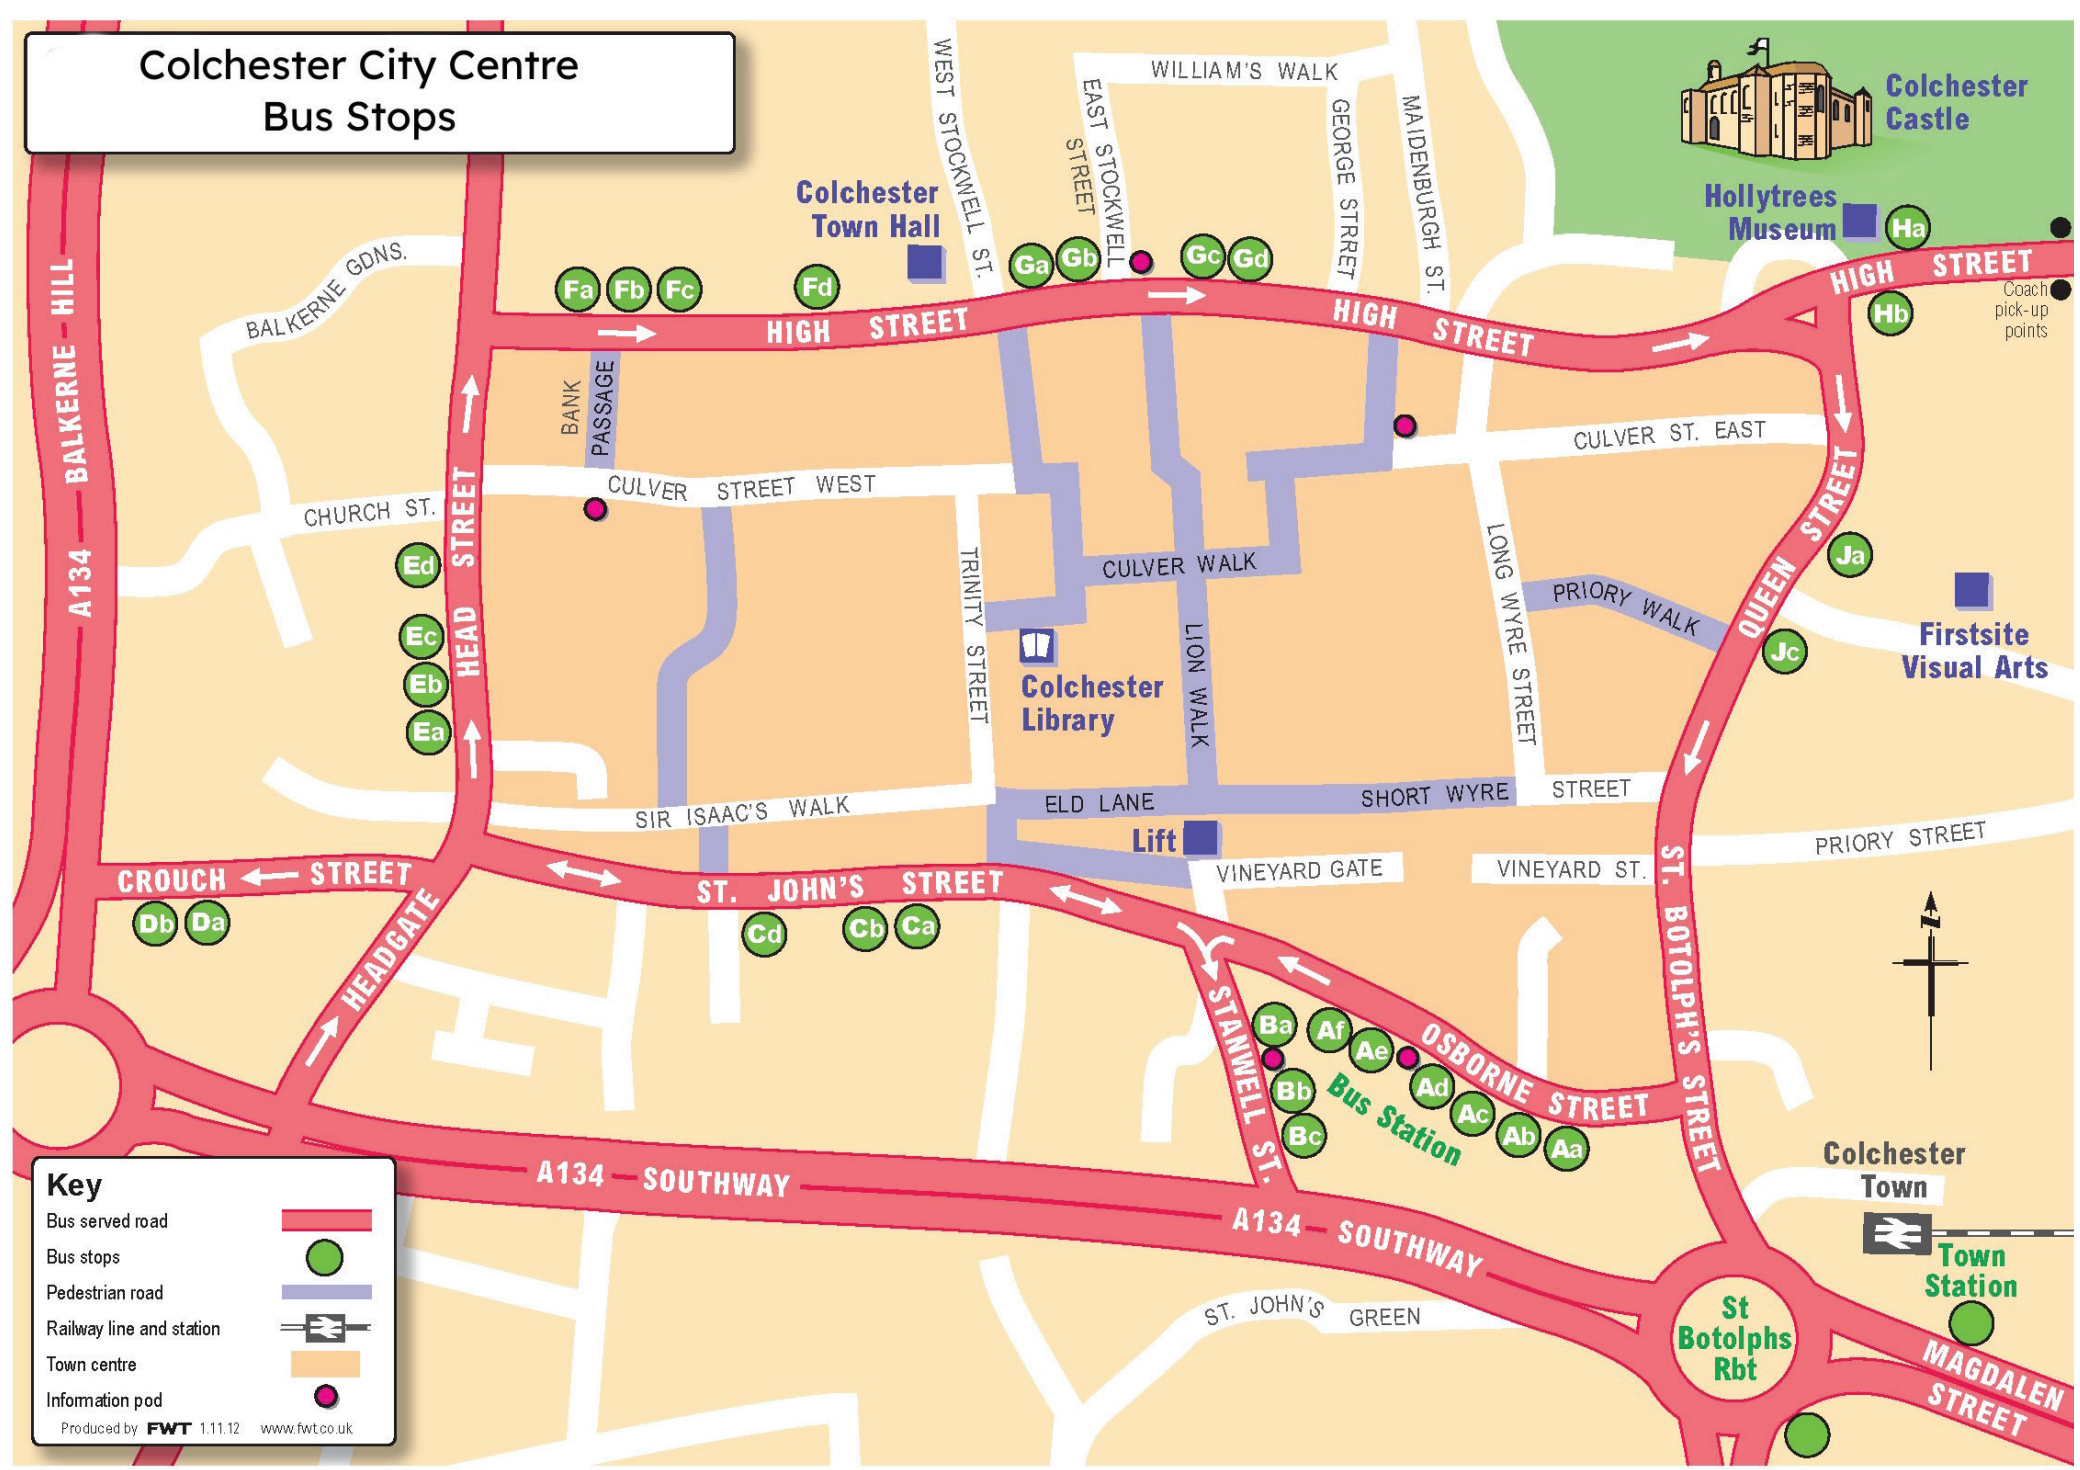 Colchester City Centre
Bus Stops
WEST STOCKWELL ST.
EAST STOCKWELL
STREET
WILLIAM'S WALK
GEORGE STRRET
MAIDENBURGH ST.
Colchester
Castle
Hollytrees
Museum
Ha
HIGH STREET
Coach
pick-up
points
Hb
Colchester
Town Hall
BALKERNE GDNS.
A134 BALKERNE HILL
Fa Fb Fc Fd
Ga Gb Gc Gd
HIGH STREET
HIGH STREET
BANK
PASSAGE
CULVER STREET WEST
CULVER ST. EAST
CHURCH ST.
HEAD STREET
Ed
Ec
Eb
Ea
TRINITY STREET
CULVER WALK
LION WALK
LONG WYRE STREET
PRIORY WALK
QUEEN STREET
Ja
Jc
Firstsite
Visual Arts
Colchester
Library
SIR ISAAC'S WALK
ELD LANE
SHORT WYRE STREET
Lift
VINEYARD GATE
VINEYARD ST.
PRIORY STREET
CROUCH STREET
Db Da
HEADGATE
ST. JOHN'S STREET
Cd Cb Ca
ST. BOTOLPH'S STREET
N
STANWELL ST.
OSBORNE STREET
Ba
Bb
Bc
Af
Ae
Ad
Ac
Ab
Aa
Bus Station
A134 SOUTHWAY
A134 SOUTHWAY
Colchester
Town
Town
Station
St
Botolphs
Rbt
MAGDALEN
STREET
ST. JOHN'S GREEN
Key
Bus served road
Bus stops
Pedestrian road
Railway line and station
Town centre
Information pod
Produced by FWT 1.11.12 www.fwt.co.uk